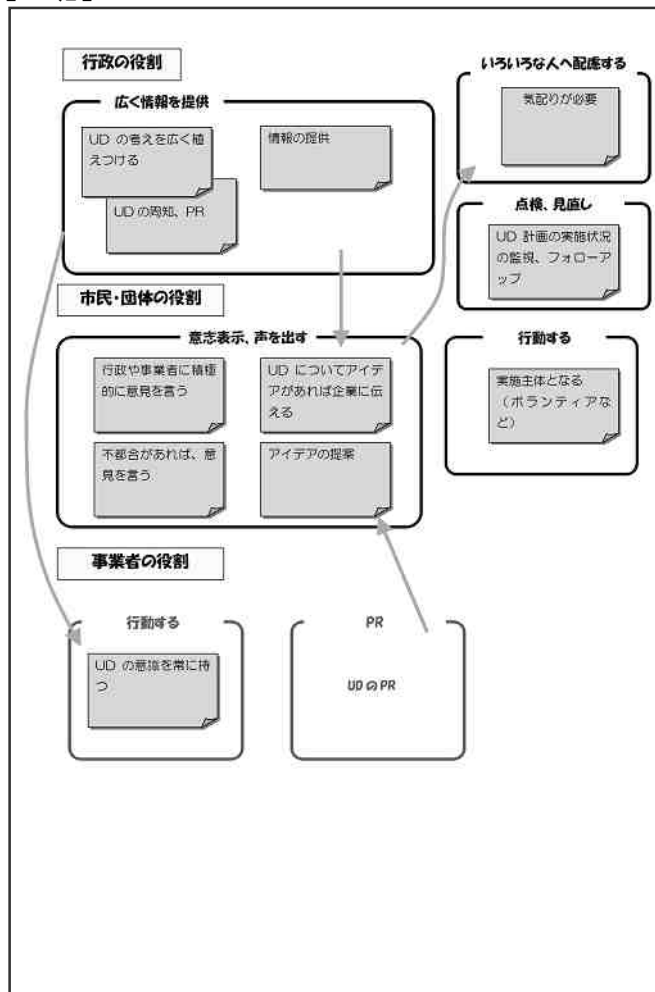 行政の役割
広く情報を提供
UD の考えを広く植
えつける
UD の周知、PR
情報の提供
いろいろな人へ配慮する
気配りが必要
点検、見直し
UD 計画の実施状況
の監視、フォローア
ップ
市民・団体の役割
意志表示、声を出す
行政や事業者に積極
的に意見を言う
UD についてアイデ
アがあれば企業に伝
える
不都合があれば、意
見を言う
アイデアの提案
行動する
実施主体となる
（ボランティアな
ど）
事業者の役割
行動する
UD の意識を常に持
つ
PR
UD の PR